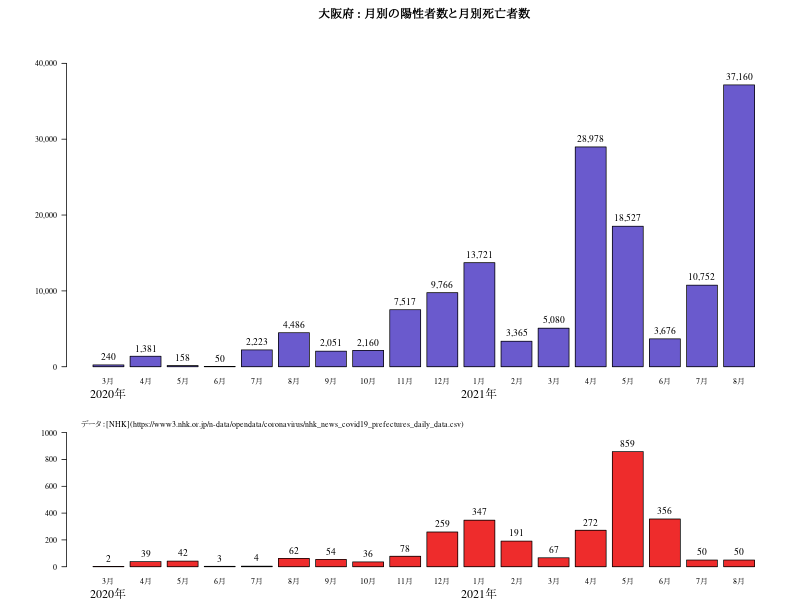 大阪府 : 月別の陽性者数と月別死亡者数
40,000
30,000
20,000
10,000
0
240 1,381 158 50 2,223 4,486 2,051 2,160 7,517 9,766 13,721 3,365 5,080 28,978 18,527 3,676 10,752 37,160
3月 4月 5月 6月 7月 8月 9月 10月 11月 12月 1月 2月 3月 4月 5月 6月 7月 8月
2020年 2021年
データ:[NHK](https://www3.nhk.or.jp/n-data/opendata/coronavirus/nhk_news_covid19_prefectures_daily_data.csv)
1000
800
600
400
200
0
2 39 42 3 4 62 54 36 78 259 347 191 67 272 859 356 50 50
3月 4月 5月 6月 7月 8月 9月 10月 11月 12月 1月 2月 3月 4月 5月 6月 7月 8月
2020年 2021年